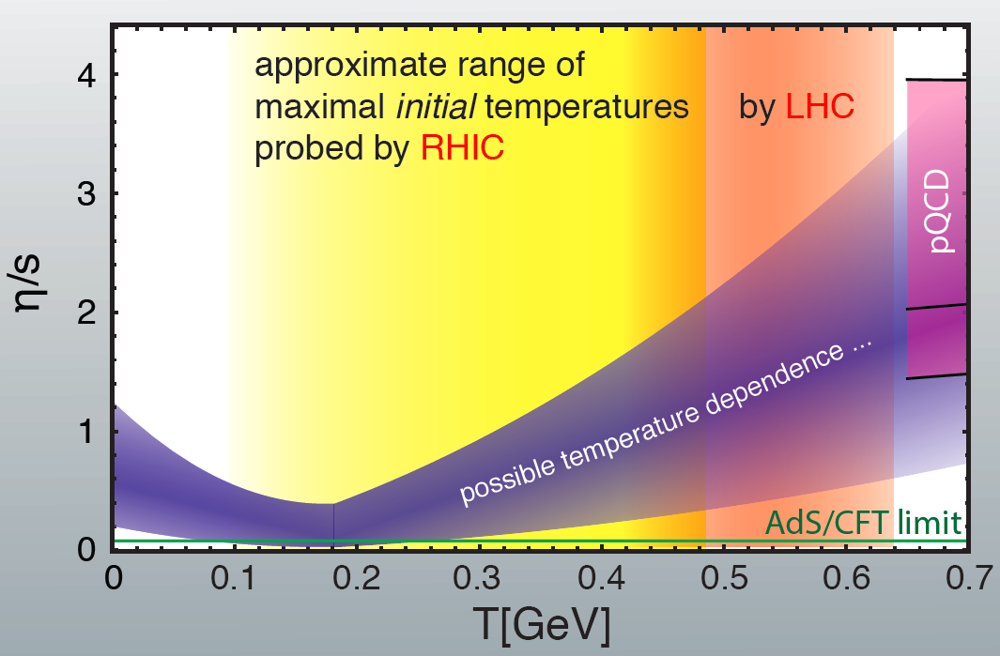 approximate range of
maximal initial temperatures
probed by RHIC
by LHC
pQCD
possible temperature dependence ...
AdS/CFT limit
η/s
4
3
2
1
0
0 0.1 0.2 0.3 0.4 0.5 0.6 0.7
T[GeV]